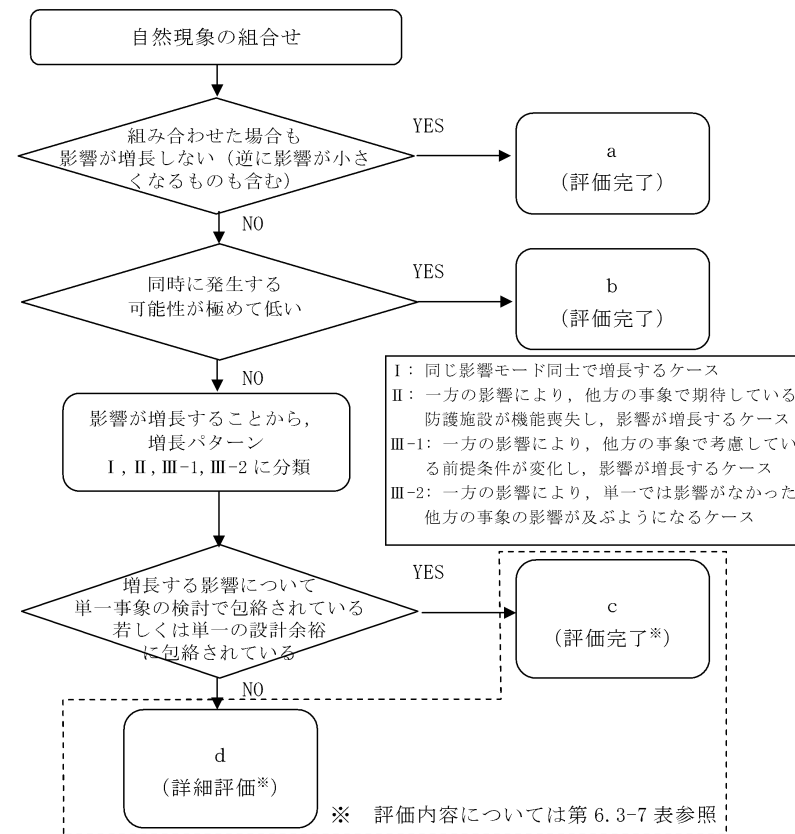 自然現象の組合せ
組み合わせた場合も
影響が増長しない（逆に影響が小さ
くなるものも含む）
YES
a
（評価完了）
NO
同時に発生する
可能性が極めて低い
YES
b
（評価完了）
NO
影響が増長することから，
増長パターン
Ⅰ,Ⅱ,Ⅲ-1,Ⅲ-2 に分類
Ⅰ： 同じ影響モード同士で増長するケース
Ⅱ： 一方の影響により，他方の事象で期待している
防護施設が機能喪失し，影響が増長するケース
Ⅲ-1： 一方の影響により，他方の事象で考慮してい
る前提条件が変化し，影響が増長するケース
Ⅲ-2： 一方の影響により，単一では影響がなかった
他方の事象の影響が及ぶようになるケース
増長する影響について
単一事象の検討で包絡されている
若しくは単一の設計余裕
に包絡されている
YES
c
（評価完了※）
NO
d
（詳細評価※）
※　評価内容については第 6.3-7 表参照